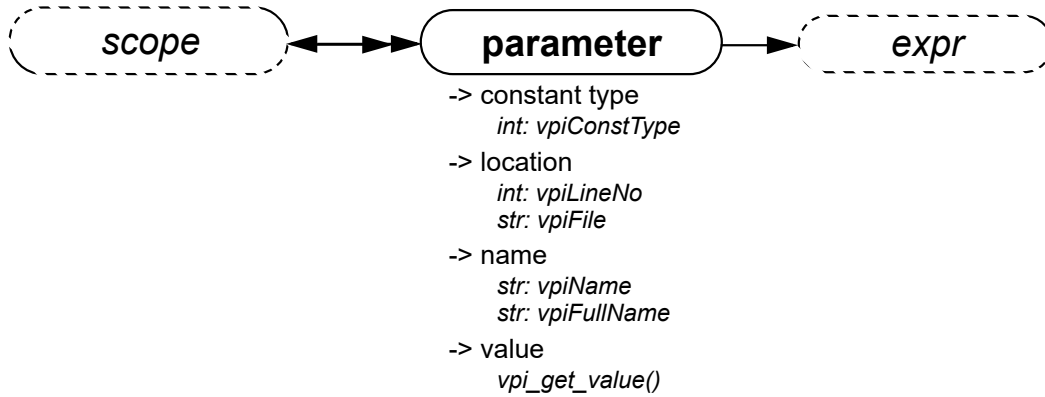 scope
parameter
expr
-> constant type
int: vpiConstType
-> location
int: vpiLineNo
str: vpiFile
-> name
str: vpiName
str: vpiFullName
-> value
vpi_get_value()